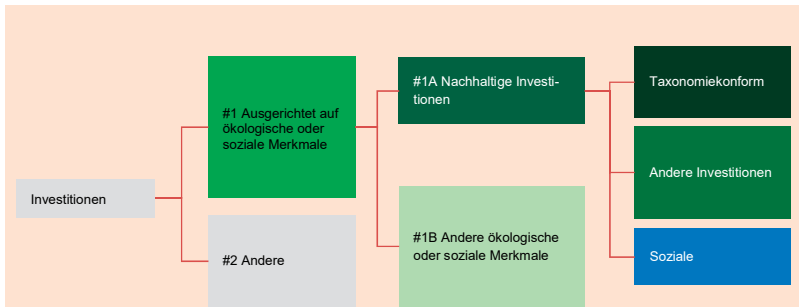 Investitionen
#1 Ausgerichtet auf
ökologische oder
soziale Merkmale
#2 Andere
#1A Nachhaltige Investi-
tionen
#1B Andere ökologische
oder soziale Merkmale
Taxonomiekonform
Andere Investitionen
Soziale